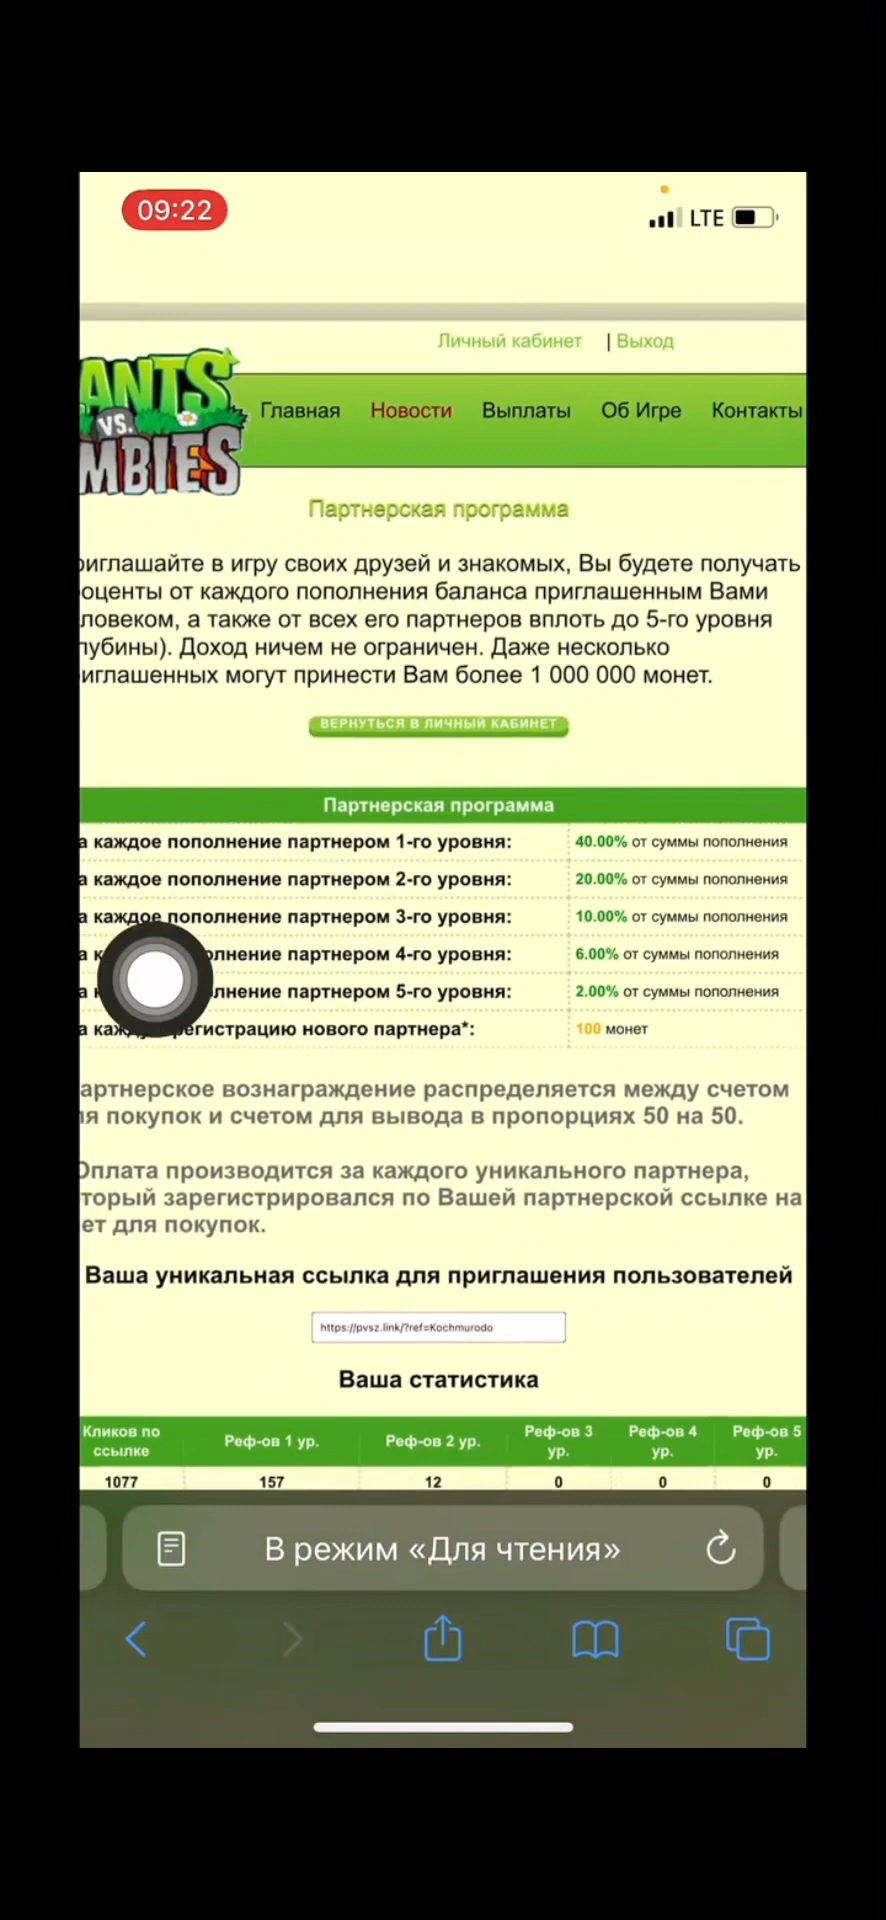 09:22
LTE
Личный кабинет | Выход
ANTS
VS.
MBIES
Главная Новости Выплаты Об Игре Контакты
Партнерская программа
риглашайте в игру своих друзей и знакомых, Вы будете получать
роценты от каждого пополнения баланса приглашенным Вами
ловеком, а также от всех его партнеров вплоть до 5-го уровня
лубины). Доход ничем не ограничен. Даже несколько
иглашенных могут принести Вам более 1 000 000 монет.
ВЕРНУТЬСЯ В ЛИЧНЫЙ КАБИНЕТ
Партнерская программа
а каждое пополнение партнером 1-го уровня: 40.00% от суммы пополнения
а каждое пополнение партнером 2-го уровня: 20.00% от суммы пополнения
а каждое пополнение партнером 3-го уровня: 10.00% от суммы пополнения
а к олнение партнером 4-го уровня: 6.00% от суммы пополнения
а к лнение партнером 5-го уровня: 2.00% от суммы пополнения
а кажд егистрацию нового партнера*: 100 монет
артнерское вознаграждение распределяется между счетом
ля покупок и счетом для вывода в пропорциях 50 на 50.
Оплата производится за каждого уникального партнера,
торый зарегистрировался по Вашей партнерской ссылке на
ет для покупок.
Ваша уникальная ссылка для приглашения пользователей
https://pvsz.link/?ref=Kochmurodo
Ваша статистика
Кликов по ссылке Реф-ов 1 ур. Реф-ов 2 ур. Реф-ов 3 ур. Реф-ов 4 ур. Реф-ов 5 ур.
1077 157 12 0 0 0
В режим «Для чтения»